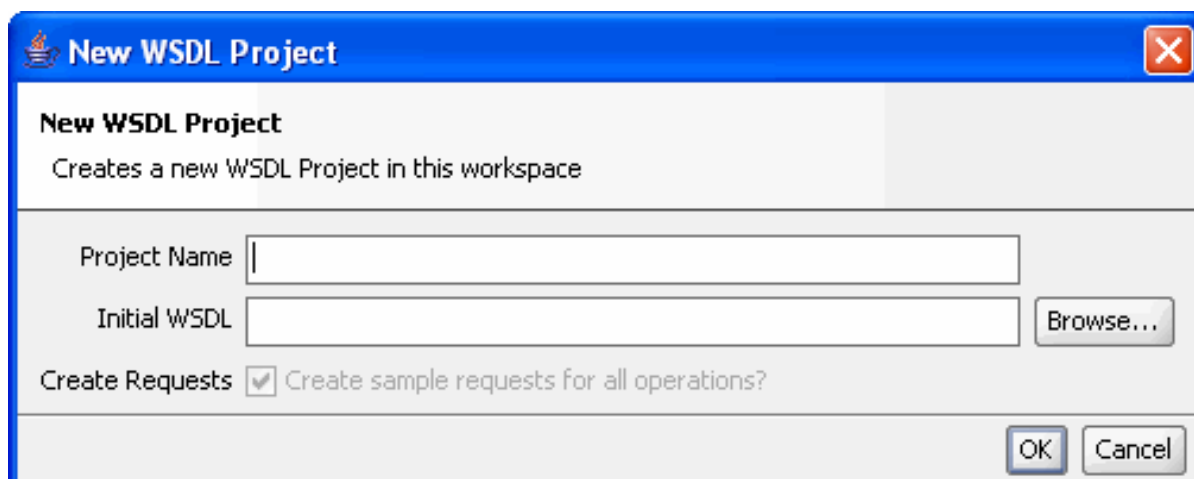 New WSDL Project
New WSDL Project
Creates a new WSDL Project in this workspace
Project Name
Initial WSDL Browse...
Create Requests Create sample requests for all operations?
OK Cancel